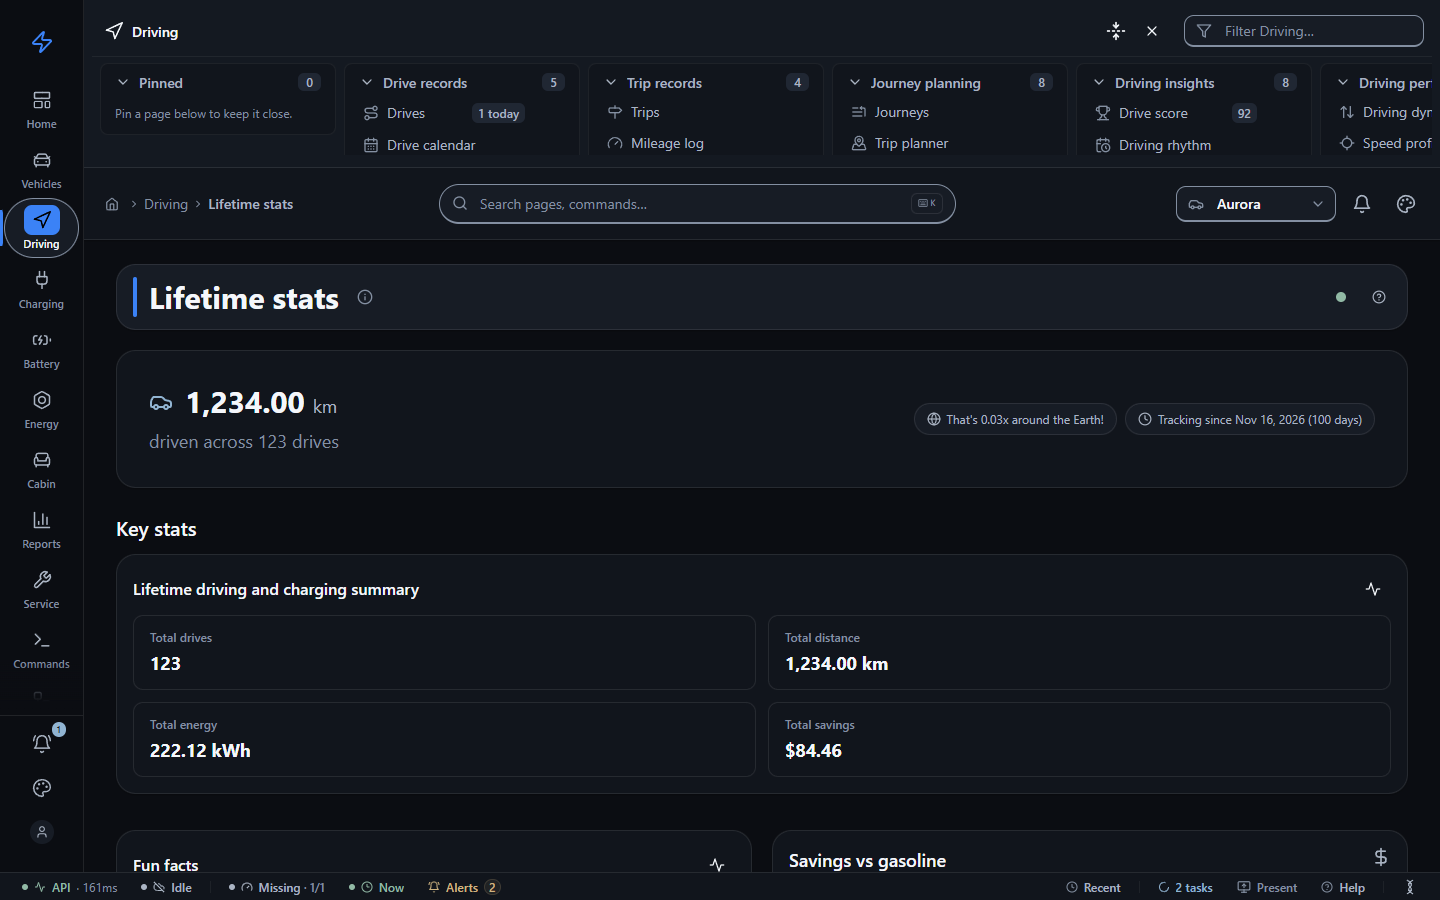 Driving
Filter Driving...
Pinned 0
Pin a page below to keep it close.
Drive records 5
Drives 1 today
Drive calendar
Trip records 4
Trips
Mileage log
Journey planning 8
Journeys
Trip planner
Driving insights 8
Drive score 92
Driving rhythm
Driving per
Driving dyn
Speed prof
Home
Vehicles
Driving
Charging
Battery
Energy
Cabin
Reports
Service
Commands
1
Driving
Lifetime stats
Search pages, commands...
K
Aurora
Lifetime stats
1,234.00 km
driven across 123 drives
That's 0.03x around the Earth!
Tracking since Nov 16, 2026 (100 days)
Key stats
Lifetime driving and charging summary
Total drives
123
Total distance
1,234.00 km
Total energy
222.12 kWh
Total savings
$84.46
Fun facts
Savings vs gasoline
API · 161ms
Idle
Missing · 1/1
Now
Alerts 2
Recent
2 tasks
Present
Help